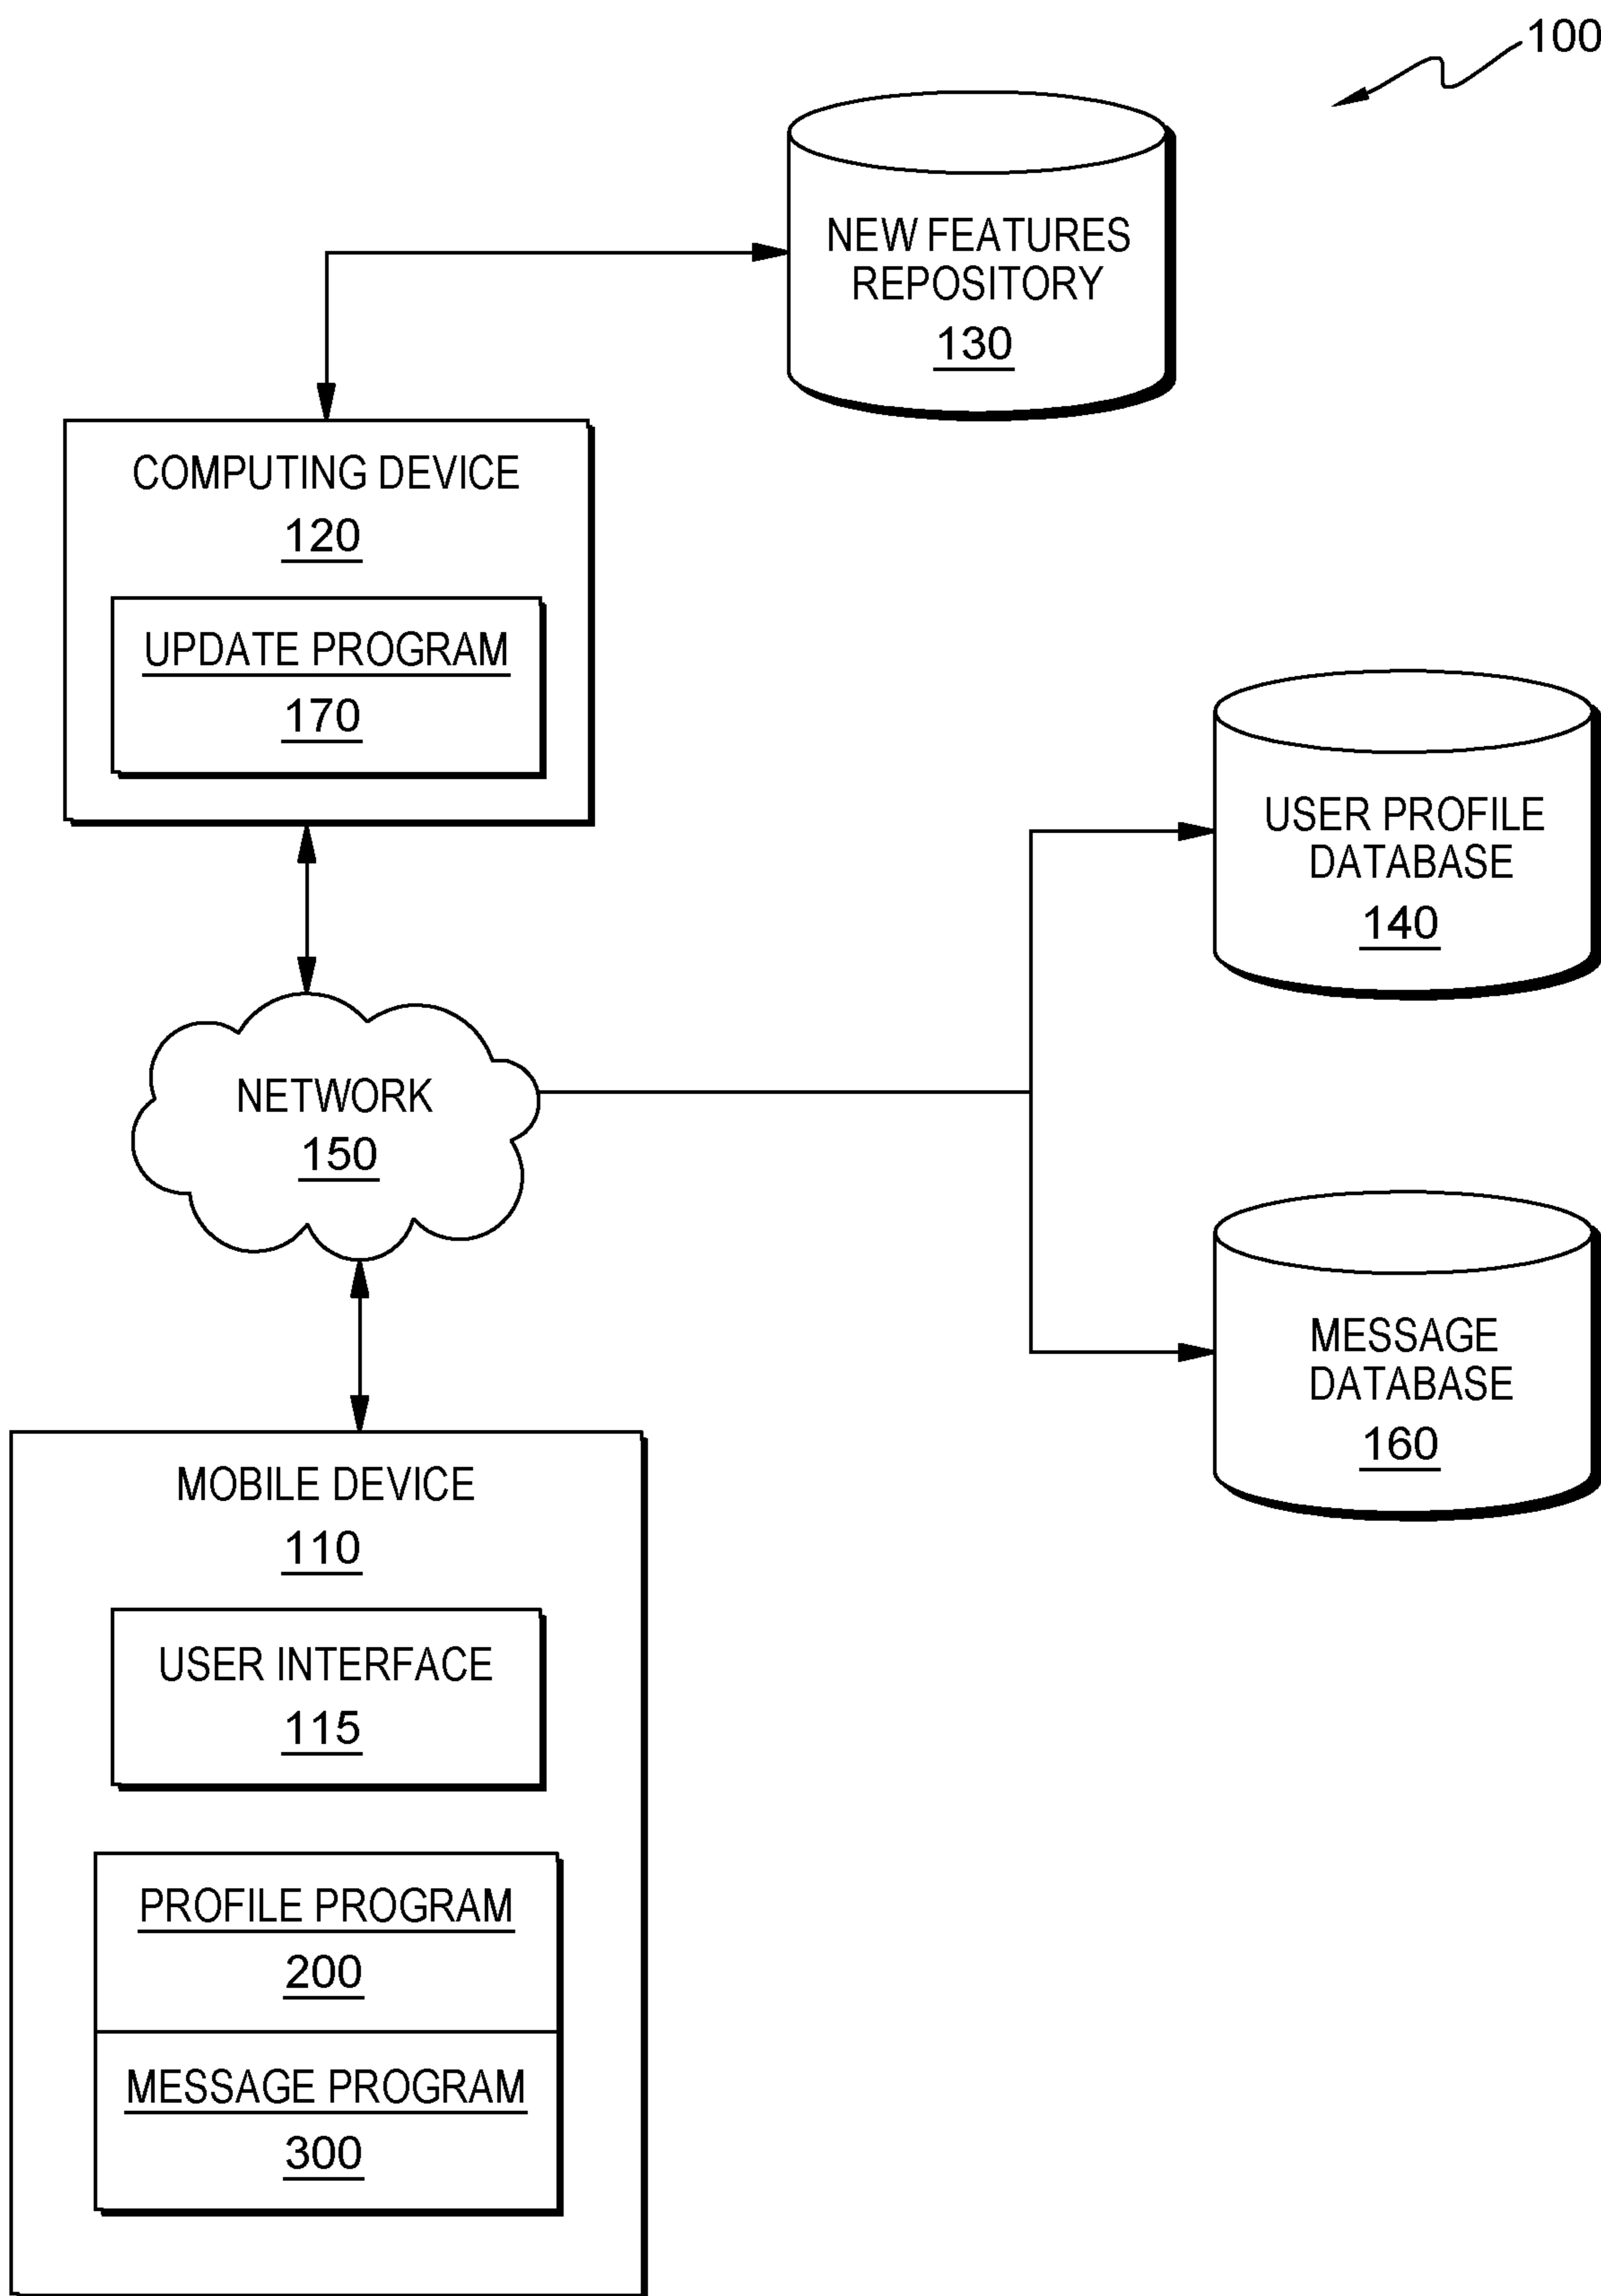 100
NEW FEATURES
REPOSITORY
130
COMPUTING DEVICE
120
UPDATE PROGRAM
170
USER PROFILE
DATABASE
140
NETWORK
150
MESSAGE
DATABASE
160
MOBILE DEVICE
110
USER INTERFACE
115
PROFILE PROGRAM
200
MESSAGE PROGRAM
300